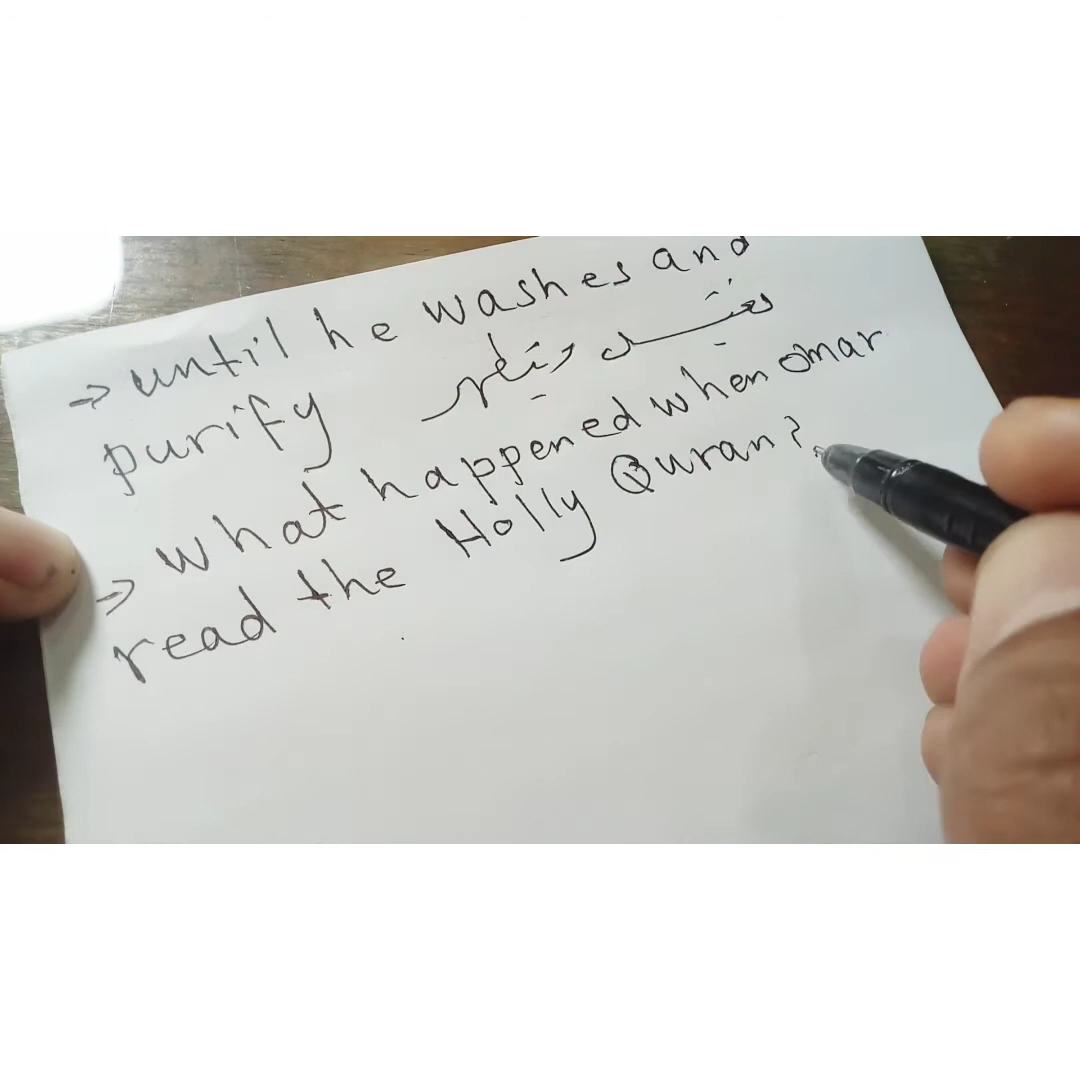 → until he washes and
purify يغتسل ويتطهر
→ what happened when omar
read the Holly Quran?